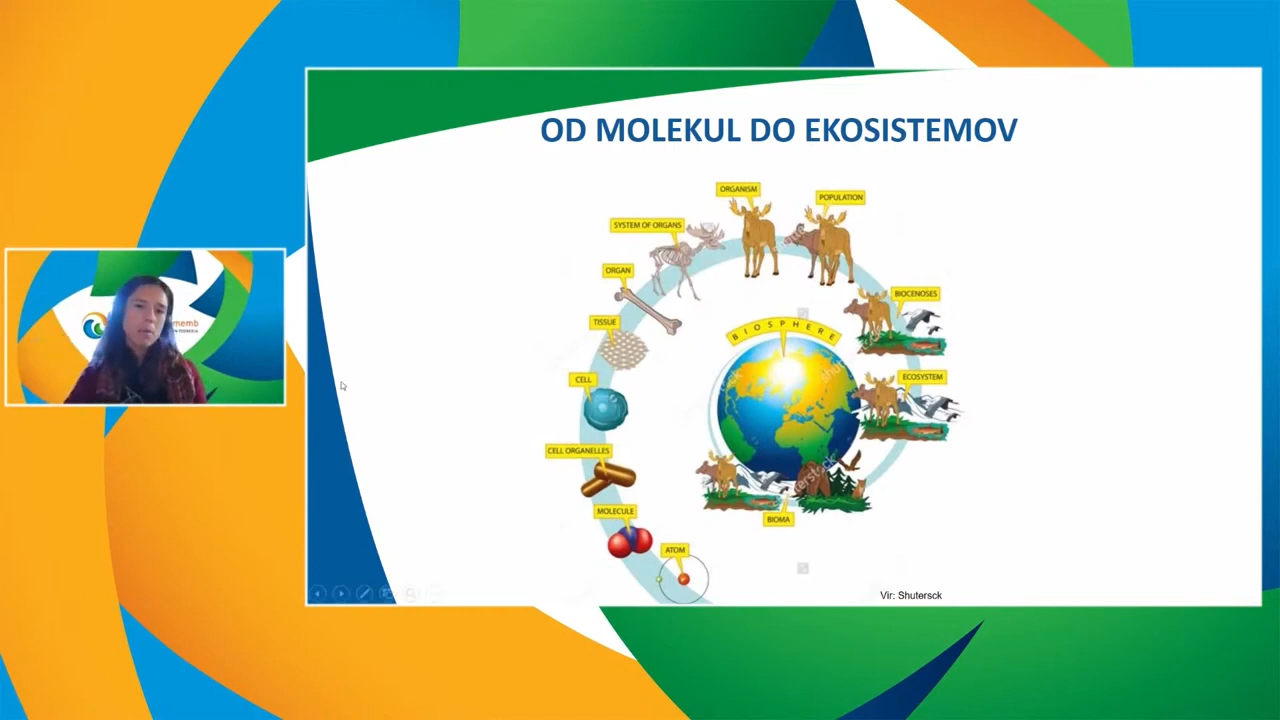 OD MOLEKUL DO EKOSISTEMOV
ORGANISM
POPULATION
SYSTEM OF ORGANS
ORGAN
BIOCENOSES
TISSUE
BIOSPHERE
CELL
ECOSYSTEM
CELL ORGANELLES
MOLECULE
BIOMA
ATOM
Vir: Shutersck